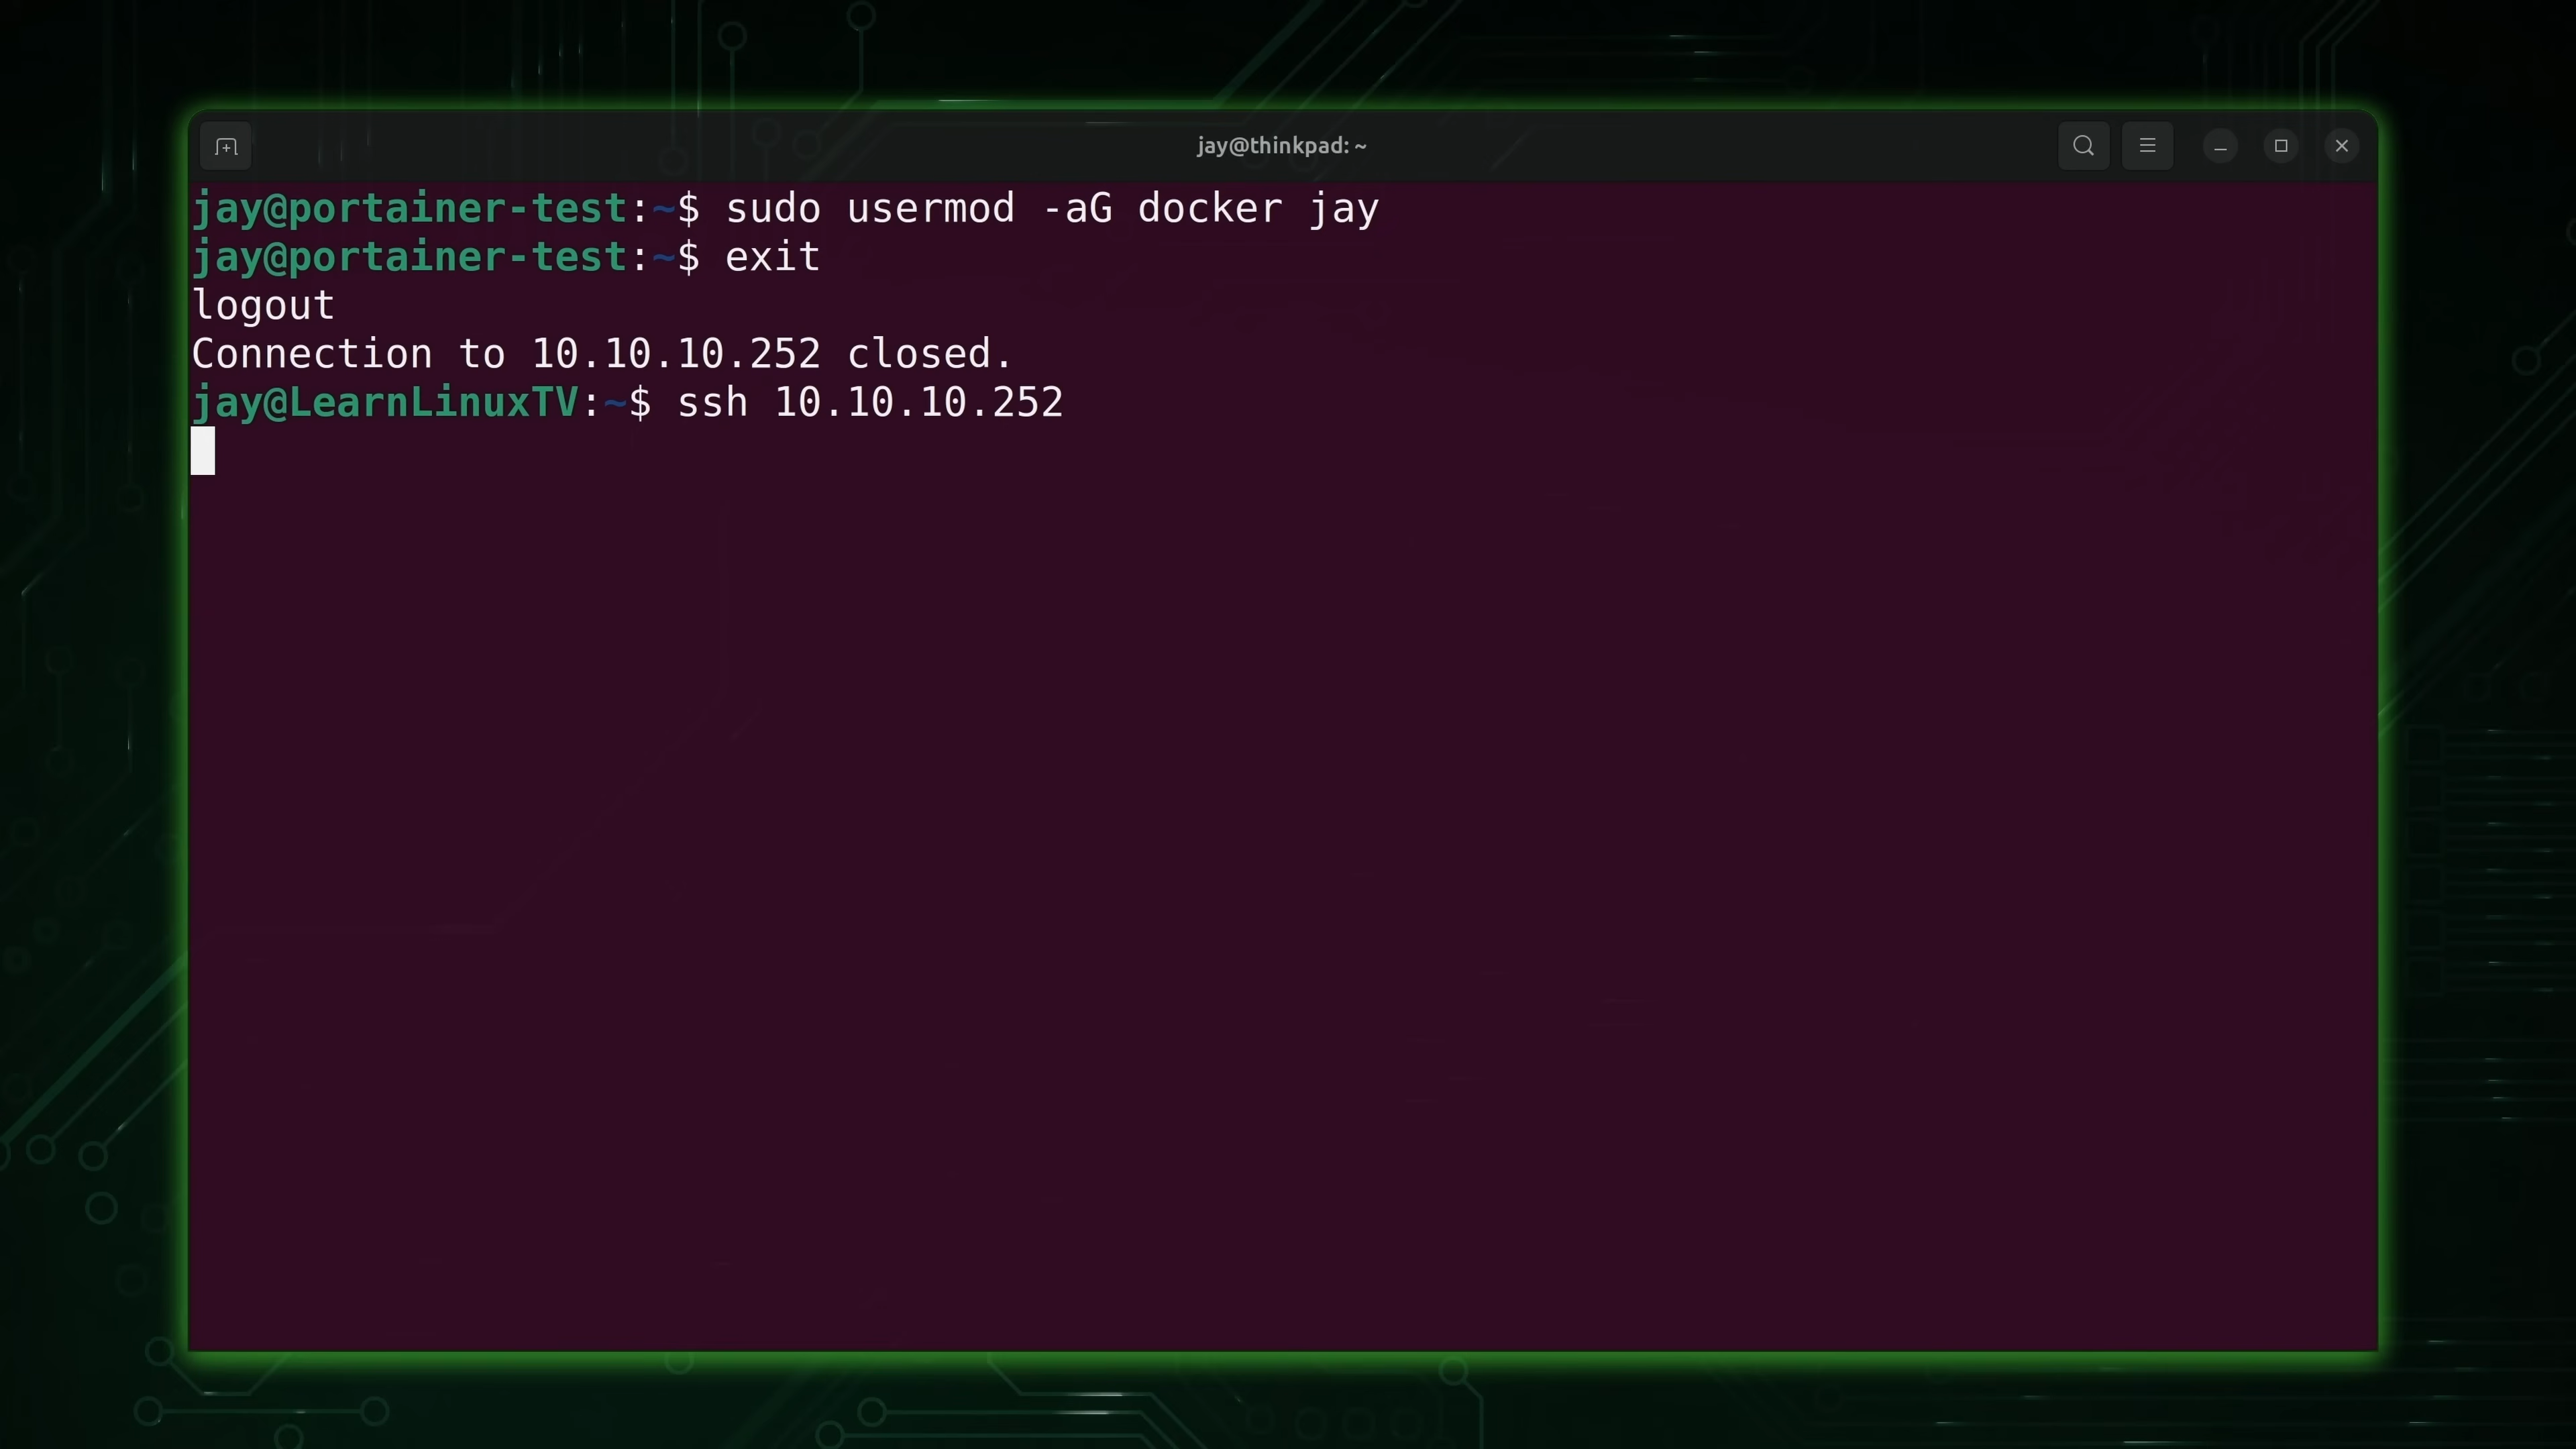 jay@thinkpad: ~
jay@portainer-test:~$ sudo usermod -aG docker jay
jay@portainer-test:~$ exit
logout
Connection to 10.10.10.252 closed.
jay@LearnLinuxTV:~$ ssh 10.10.10.252